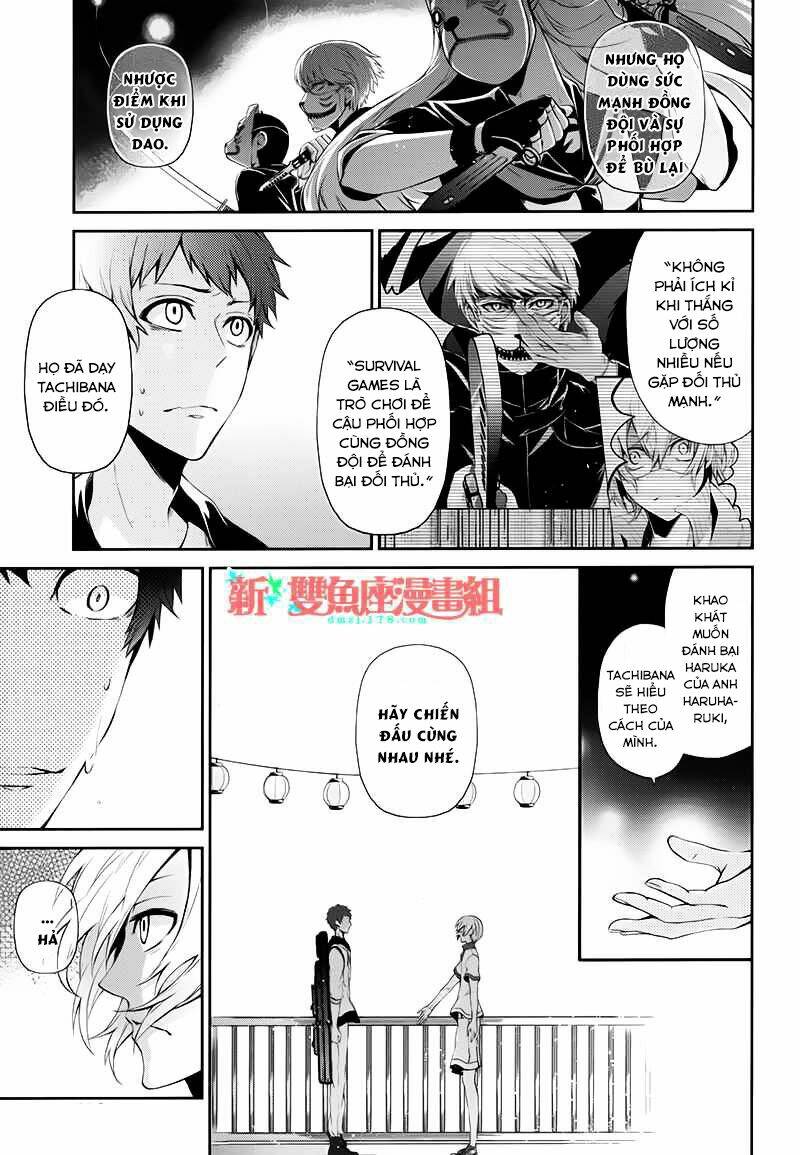 NHƯNG HỌ
DÙNG SỨC
MẠNH ĐỒNG
ĐỘI VÀ SỰ
PHỐI HỢP
ĐỂ BÙ LẠI
NHƯỢC
ĐIỂM KHI
SỬ DỤNG
DAO.
"KHÔNG
PHẢI ÍCH KỈ
KHI THẮNG
VỚI SỐ
LƯỢNG
NHIỀU NẾU
GẶP ĐỐI THỦ
MẠNH."
"SURVIVAL
GAMES LÀ
TRÒ CHƠI ĐỂ
CẬU PHỐI HỢP
CÙNG ĐỒNG
ĐỘI ĐỂ ĐÁNH
BẠI ĐỐI THỦ."
HỌ ĐÃ DẠY
TACHIBANA
ĐIỀU ĐÓ.
KHAO
KHÁT MUỐN
ĐÁNH BẠI
HARUKA
CỦA ANH
HARUHA-
RUKI,
TACHIBANA
SẼ HIỂU
THEO
CÁCH CỦA
MÌNH.
新·雙魚座漫畫組
dmzi.178.com
HÃY CHIẾN
ĐẤU CÙNG
NHAU NHÉ.
...
HẢ